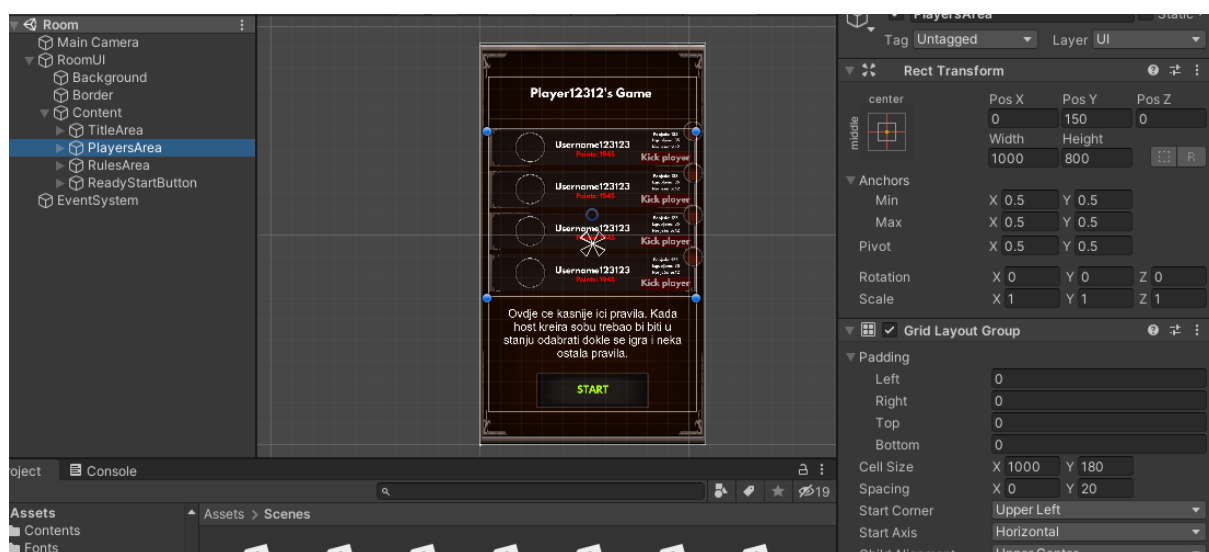 Room
Main Camera
RoomUI
Background
Border
Content
TitleArea
PlayersArea
RulesArea
ReadyStartButton
EventSystem
Player12312's Game
Username123123
Points: 1945
Kick player
Username123123
Points: 1945
Kick player
Username123123
Kick player
Username123123
Points: 1945
Kick player
Ovdje ce kasnije ici pravila. Kada
host kreira sobu trebao bi biti u
stanju odabrati dokle se igra i neka
ostala pravila.
START
PlayersArea
Static
Tag Untagged Layer UI
Rect Transform
center Pos X Pos Y Pos Z
middle 0 150 0
Width Height
1000 800 R
Anchors
Min X 0.5 Y 0.5
Max X 0.5 Y 0.5
Pivot X 0.5 Y 0.5
Rotation X 0 Y 0 Z 0
Scale X 1 Y 1 Z 1
Grid Layout Group
Padding
Left 0
Right 0
Top 0
Bottom 0
Cell Size X 1000 Y 180
Spacing X 0 Y 20
Start Corner Upper Left
Start Axis Horizontal
roject Console
19
Assets
Assets > Scenes
Contents
Fonts